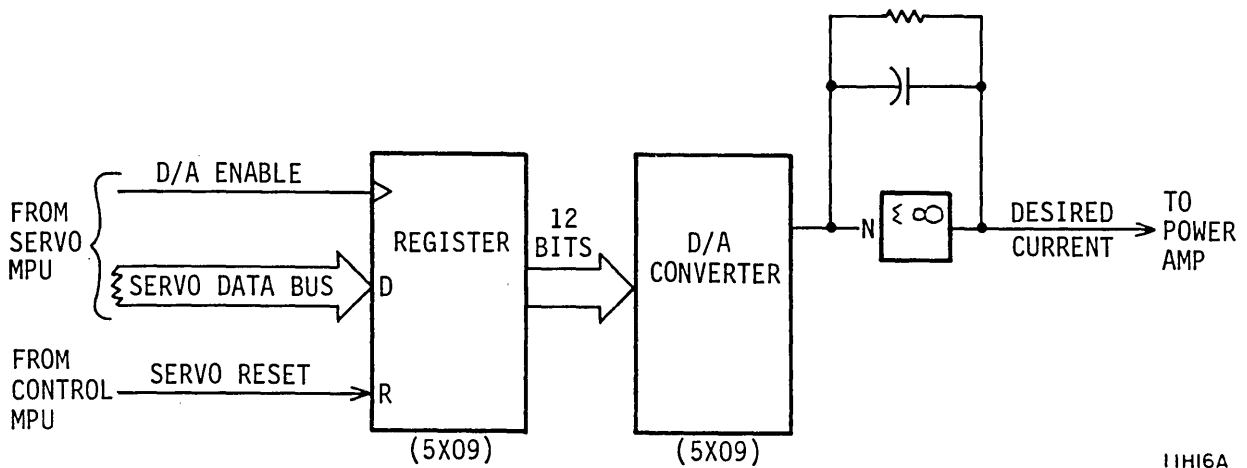 FROM
SERVO
MPU
D/A ENABLE
SERVO DATA BUS
FROM
CONTROL
MPU
SERVO RESET
REGISTER
D
R
(5X09)
12
BITS
D/A
CONVERTER
(5X09)
N
Σ ∞
DESIRED
CURRENT
TO
POWER
AMP
11H16A